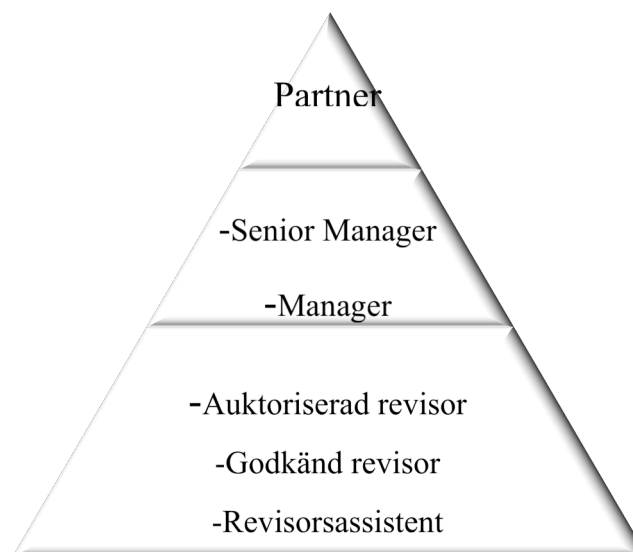 Partner
-Senior Manager
-Manager
-Auktoriserad revisor
-Godkänd revisor
-Revisorsassistent